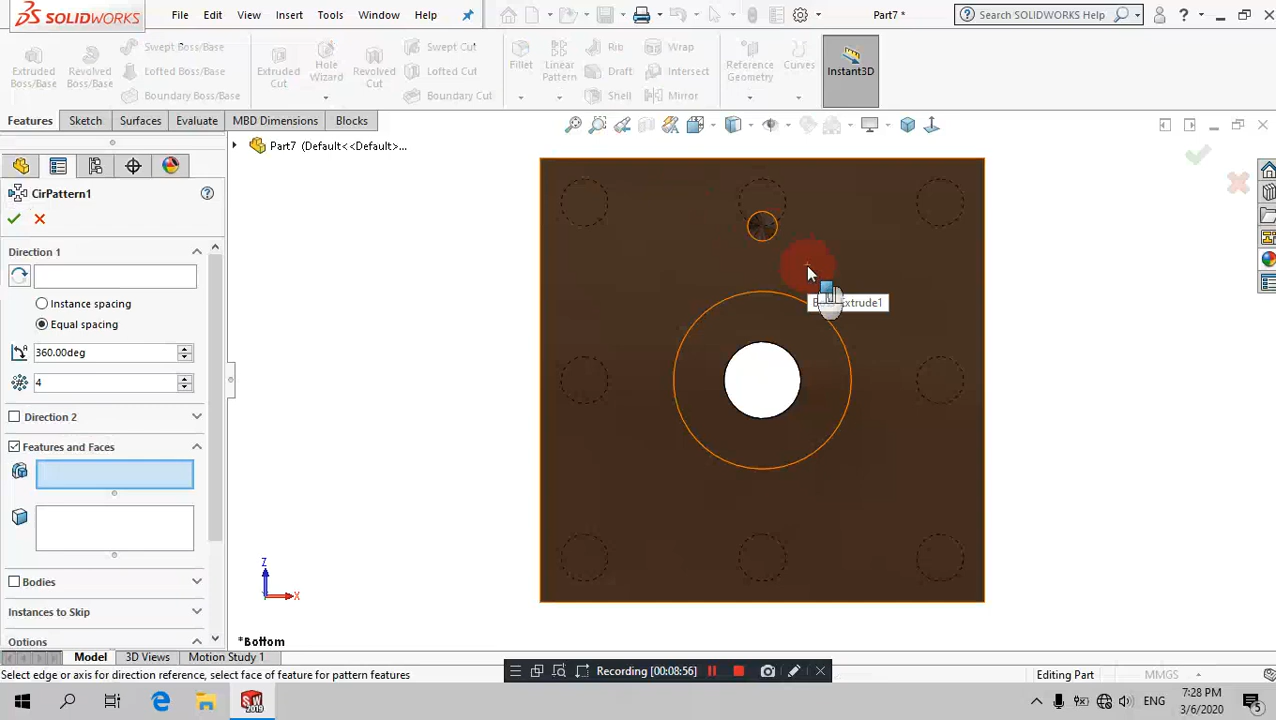 SOLIDWORKS File Edit View Insert Tools Window Help Part7 * Search SOLIDWORKS Help ?
Extruded Boss/Base Revolved Boss/Base Swept Boss/Base Lofted Boss/Base Boundary Boss/Base Extruded Cut Hole Wizard Revolved Cut Swept Cut Lofted Cut Boundary Cut Fillet Linear Pattern Rib Draft Shell Wrap Intersect Mirror Reference Geometry Curves Instant3D
Features Sketch Surfaces Evaluate MBD Dimensions Blocks
Part7 (Default<<Default>...
CirPattern1
Direction 1
Instance spacing
Equal spacing
360.00deg
4
Direction 2
Features and Faces
Bodies
Instances to Skip
Options
Z
X
*Bottom
Model 3D Views Motion Study 1
Recording [00:08:56]
Select edge or axis for direction reference, select face of feature for pattern features Editing Part MMGS
SW 2019 ENG 7:28 PM
3/6/2020 5